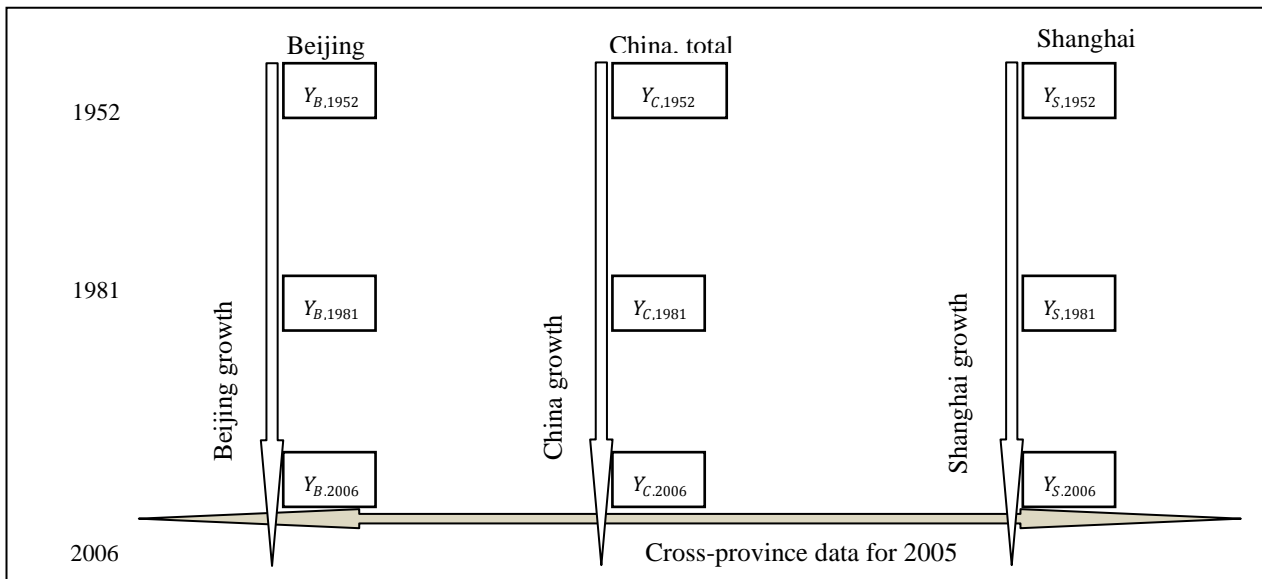 Beijing China, total Shanghai
1952 Y_{B,1952} Y_{C,1952} Y_{S,1952}
1981 Y_{B,1981} Y_{C,1981} Y_{S,1981}
Beijing growth
China growth
Shanghai growth
Y_{B.2006} Y_{C.2006} Y_{S.2006}
2006 Cross-province data for 2005